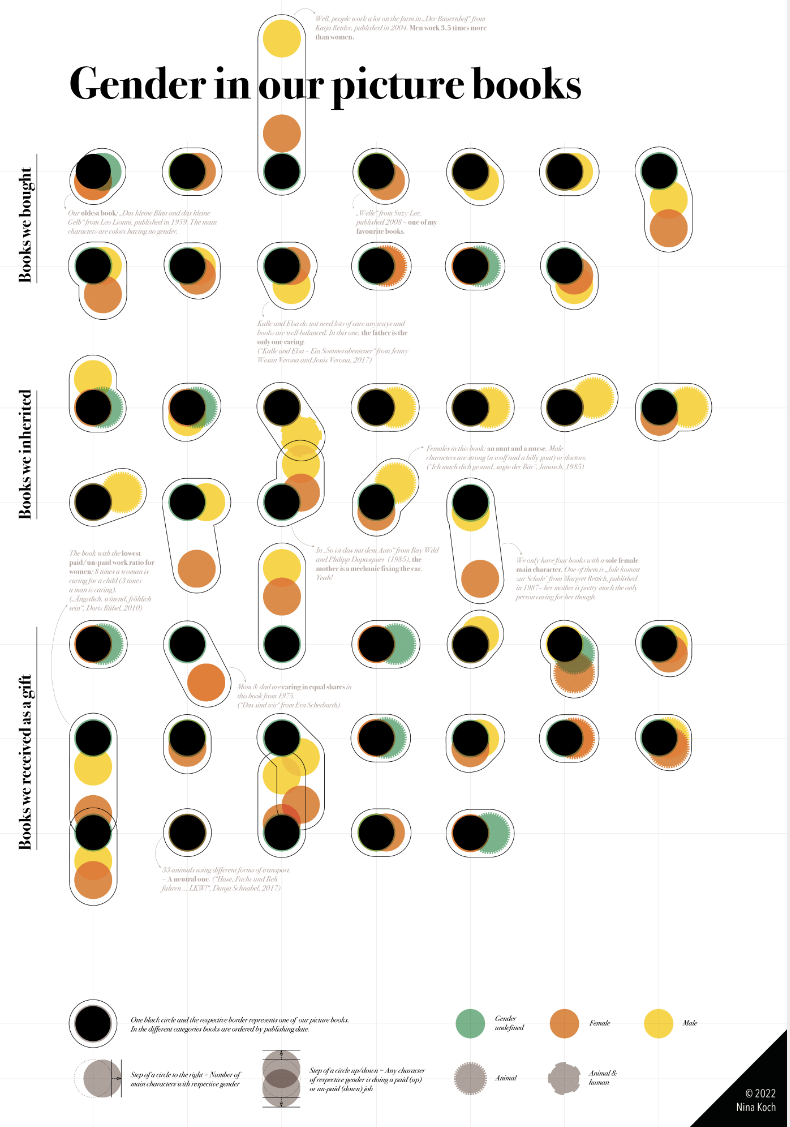 Well, people work a lot on the farm in „Der Bauernhof“ from
Katja Reider, published in 2004. Men work 3.5 times more
than women.
Gender in our picture books
Books we bought
Our oldest book: „Das kleine Blau und das kleine
Gelb“ from Leo Lionni, published in 1959. The main
characters are colors having no gender.
„Welle“ from Suzy Lee,
published 2008 – one of my
favourite books.
Kalle and Elsa do not need lots of care anyways and
books are well balanced. In this one, the father is the
only one caring
(“Kalle and Elsa – Ein Sommerabenteuer“ from Jenny
Westin Verona and Jesús Verona, 2017)
Books we inherited
Females in this book: an aunt and a nurse. Male
characters are strong (a wolf and a billy goat) or doctors.
(“Ich mach dich gesund, sagte der Bär“, Janosch, 1985)
The book with the lowest
paid/un-paid work ratio for
women: 8 times a woman is
caring for a child (3 times
a man is caring).
(„Ängstlich, wütend, fröhlich
sein“, Doris Rübel, 2010)
In „So ist das mit dem Auto“ from Ray Wild
and Philipp Dupasquier (1985), the
mother is a mechanic fixing the car.
Yeah!
We only have four books with a sole female
main character. One of them is „Jule kommt
zur Schule“ from Margret Rettich, published
in 1987 – her mother is pretty much the only
person caring for her though.
Books we received as a gift
Mom & dad are caring in equal shares in
this book from 1975.
(“Das sind wir“ from Eva Scherbarth)
33 animals using different forms of transport.
– A neutral one. (“Hase, Fuchs und Reh
fahren ... LKW!“, Dunja Schnabel, 2017)
One black circle and the respective border represents one of our picture books.
In the different categories books are ordered by publishing date.
Gender
undefined
Female
Male
Step of a circle to the right = Number of
main characters with respective gender
Step of a circle up/down = Any character
of respective gender is doing a paid (up)
or un-paid (down) job
Animal
Animal &
human
© 2022
Nina Koch